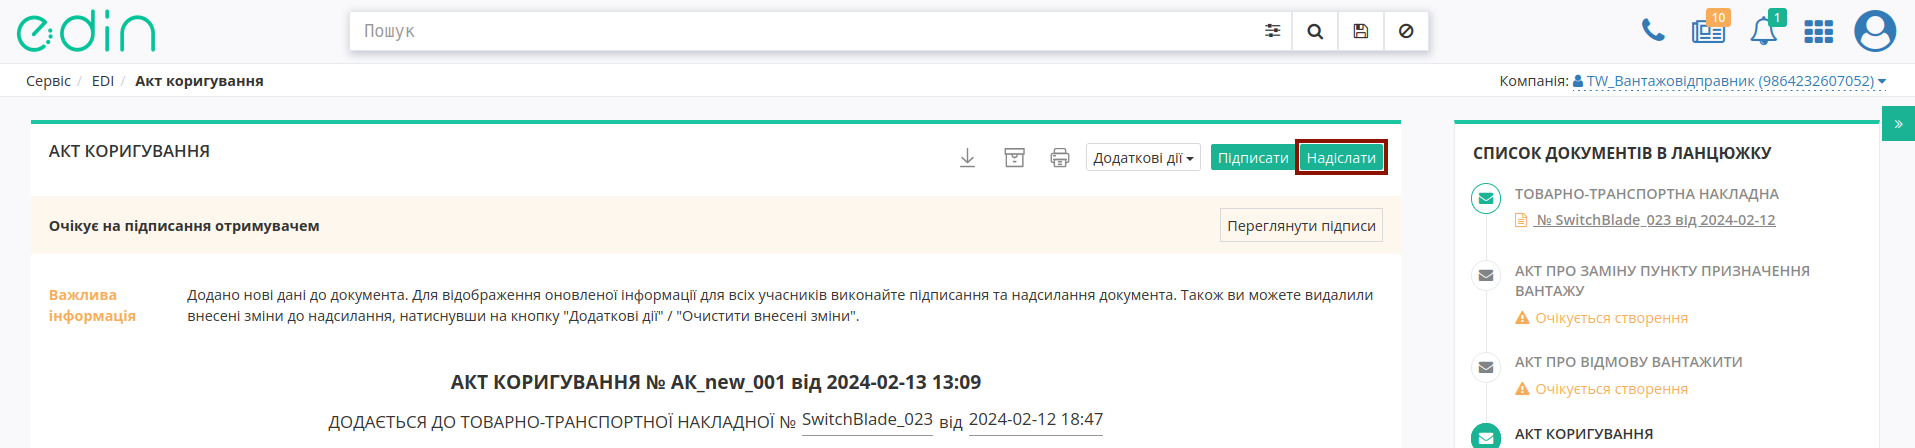 edin
Пошук
10
1
Сервіс / EDI / Акт коригування
Компанія: TW_Вантажовідправник (9864232607052)
АКТ КОРИГУВАННЯ
Додаткові дії
Підписати
Надіслати
Очікує на підписання отримувачем
Переглянути підписи
Важлива
інформація
Додано нові дані до документа. Для відображення оновленої інформації для всіх учасників виконайте підписання та надсилання документа. Також ви можете видалили
внесені зміни до надсилання, натиснувши на кнопку "Додаткові дії" / "Очистити внесені зміни".
АКТ КОРИГУВАННЯ № АК_new_001 від 2024-02-13 13:09
ДОДАЄТЬСЯ ДО ТОВАРНО-ТРАНСПОРТНОЇ НАКЛАДНОЇ № SwitchBlade_023 від 2024-02-12 18:47
»
СПИСОК ДОКУМЕНТІВ В ЛАНЦЮЖКУ
ТОВАРНО-ТРАНСПОРТНА НАКЛАДНА
№ SwitchBlade_023 від 2024-02-12
АКТ ПРО ЗАМІНУ ПУНКТУ ПРИЗНАЧЕННЯ
ВАНТАЖУ
Очікується створення
АКТ ПРО ВІДМОВУ ВАНТАЖИТИ
Очікується створення
АКТ КОРИГУВАННЯ